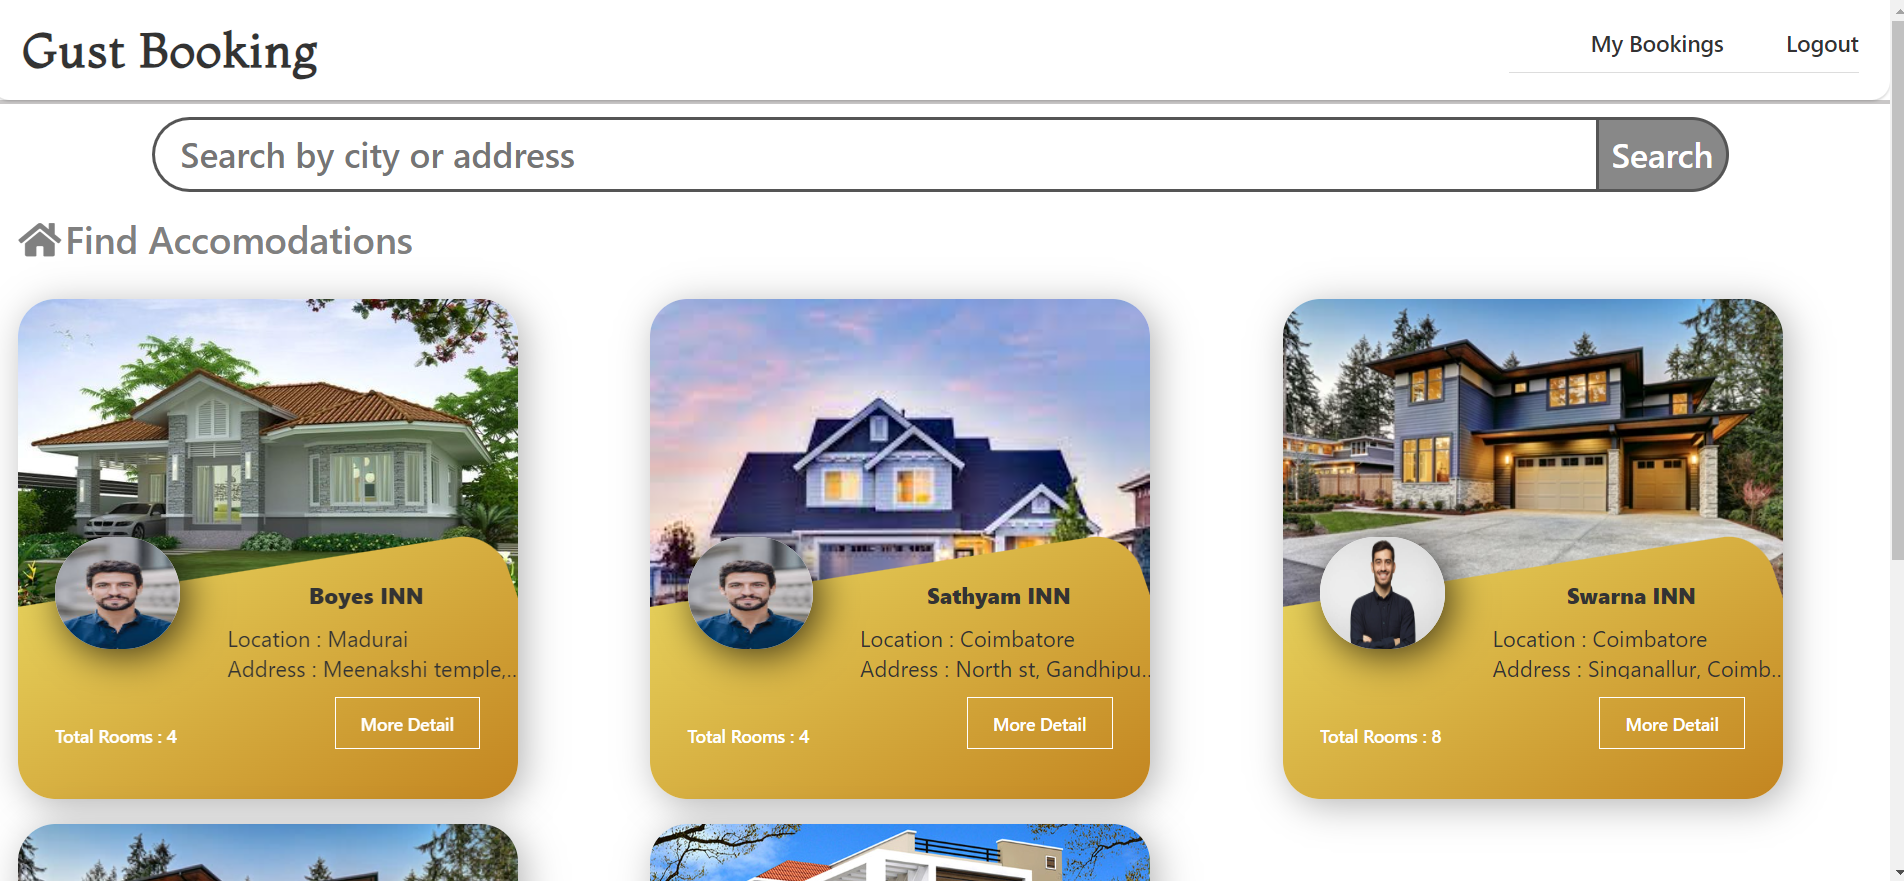 Gust Booking
My Bookings
Logout
Search by city or address
Search
Find Accomodations
Boyes INN
Location : Madurai
Address : Meenakshi temple,...
Total Rooms : 4
More Detail
Sathyam INN
Location : Coimbatore
Address : North st, Gandhipu...
Total Rooms : 4
More Detail
Swarna INN
Location : Coimbatore
Address : Singanallur, Coimb...
Total Rooms : 8
More Detail